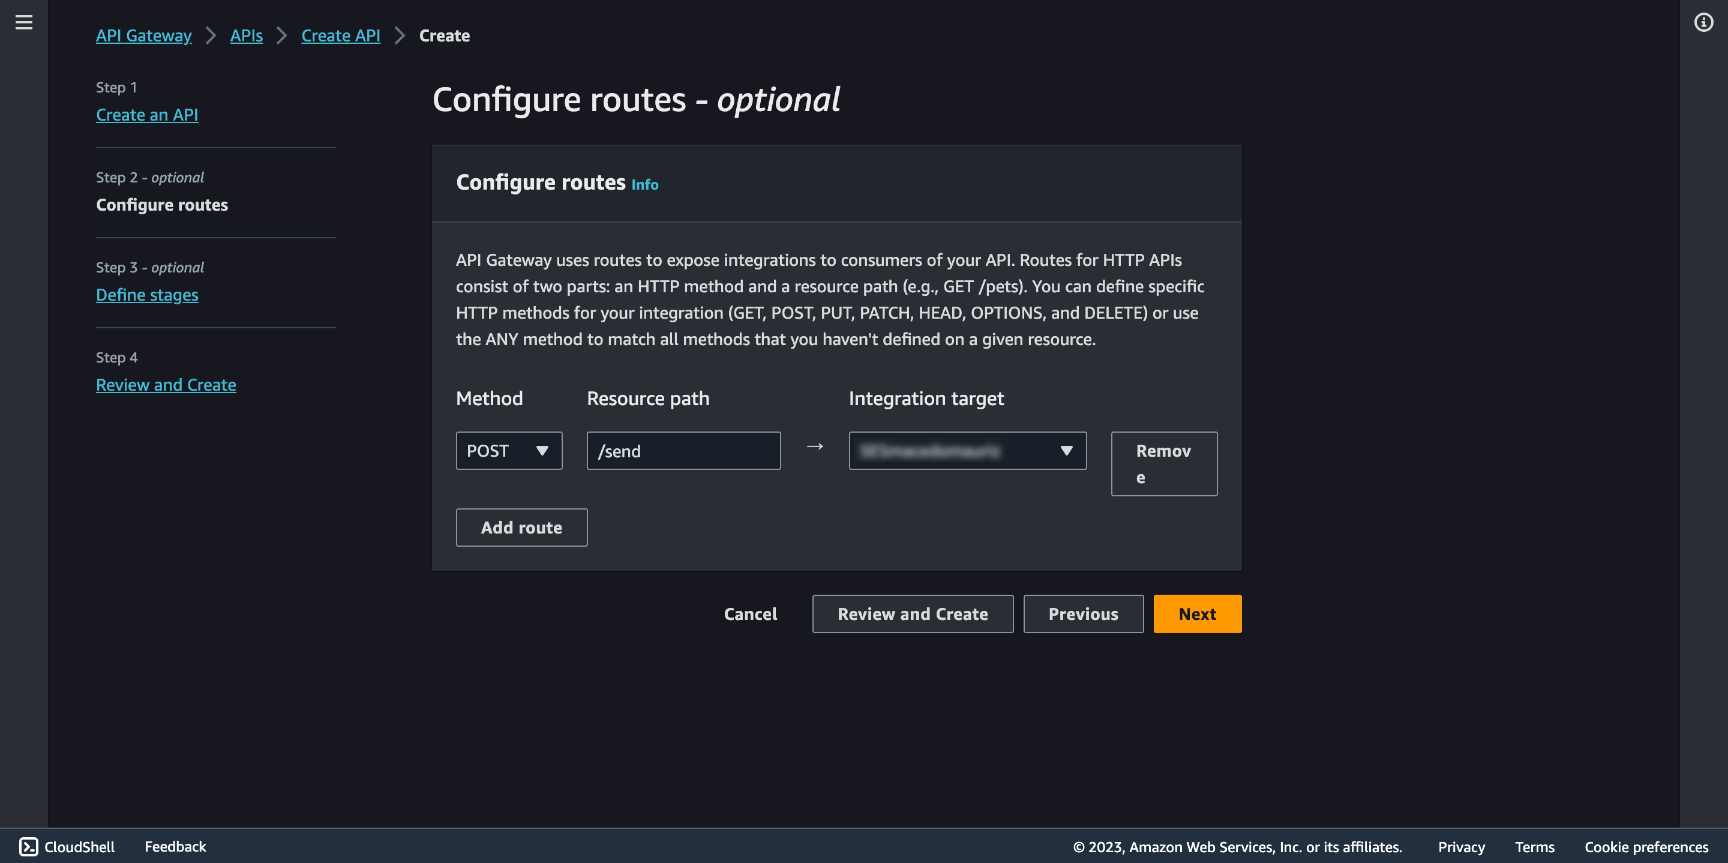 API Gateway > APIs > Create API > Create
Step 1
Create an API
Step 2 - optional
Configure routes
Step 3 - optional
Define stages
Step 4
Review and Create
Configure routes - optional
Configure routes Info
API Gateway uses routes to expose integrations to consumers of your API. Routes for HTTP APIs
consist of two parts: an HTTP method and a resource path (e.g., GET /pets). You can define specific
HTTP methods for your integration (GET, POST, PUT, PATCH, HEAD, OPTIONS, and DELETE) or use
the ANY method to match all methods that you haven't defined on a given resource.
Method Resource path Integration target
POST /send → Remov
e
Add route
Cancel Review and Create Previous Next
CloudShell Feedback © 2023, Amazon Web Services, Inc. or its affiliates. Privacy Terms Cookie preferences